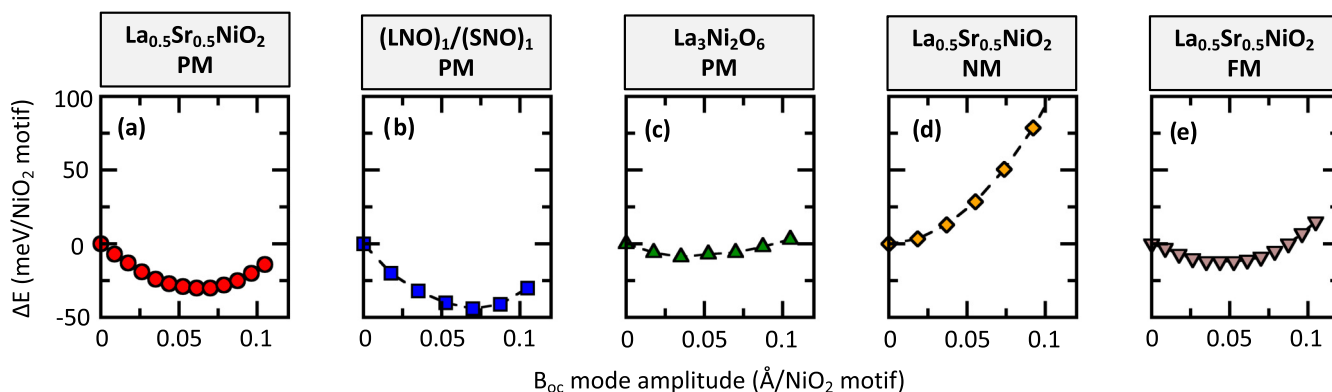 La0.5Sr0.5NiO2
PM
(LNO)1/(SNO)1
PM
La3Ni2O6
PM
La0.5Sr0.5NiO2
NM
La0.5Sr0.5NiO2
FM
ΔE (meV/NiO2 motif)
100
50
0
-50
(a)
(b)
(c)
(d)
(e)
0 0.05 0.1
0 0.05 0.1
0 0.05 0.1
0 0.05 0.1
0 0.05 0.1
Boc mode amplitude (Å/NiO2 motif)